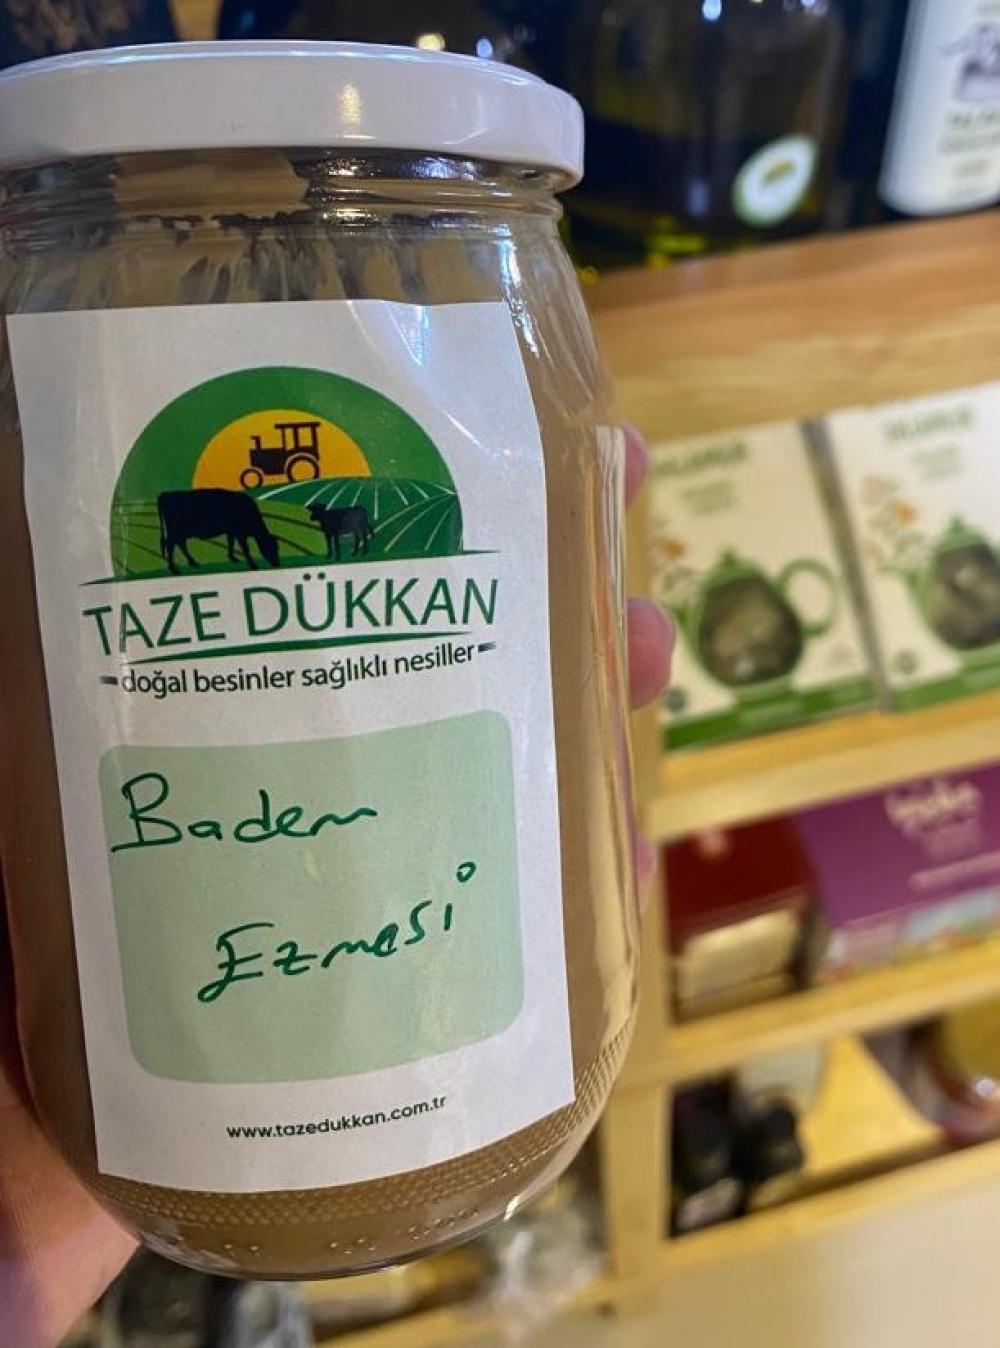 TAZE DÜKKAN
doğal besinler sağlıklı nesiller
Badem
Ezmesi
www.tazedukkan.com.tr